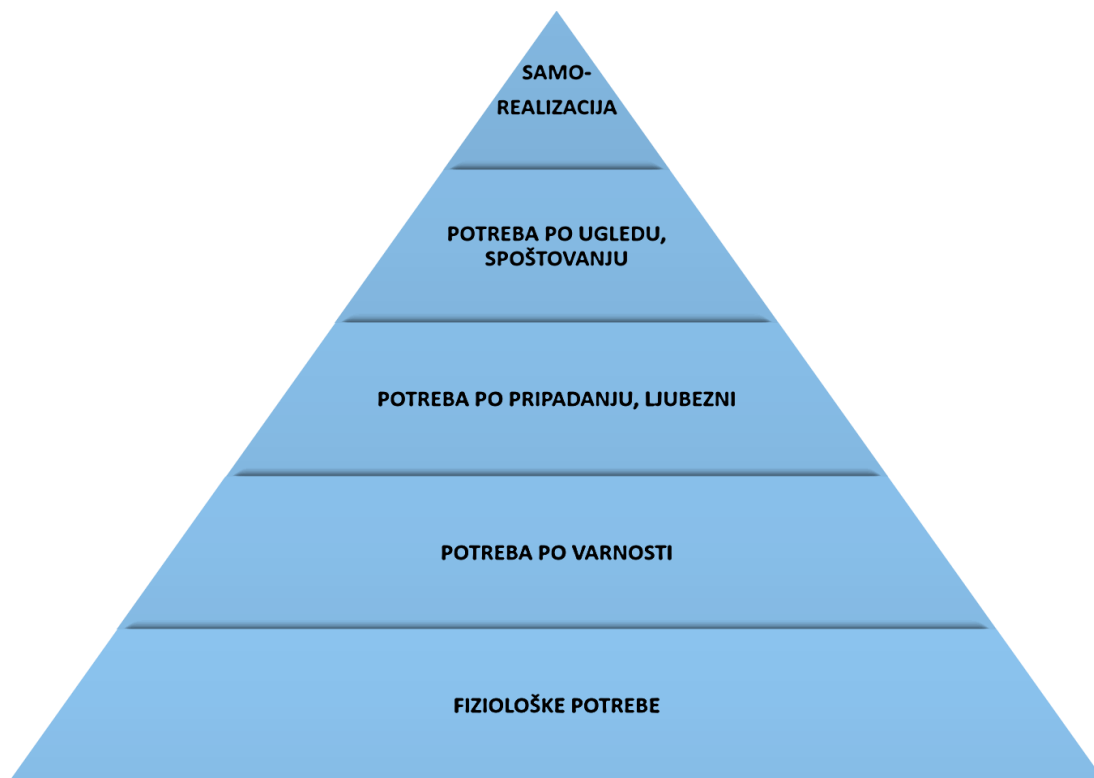 SAMO-
REALIZACIJA
POTREBA PO UGLEDU,
SPOŠTOVANJU
POTREBA PO PRIPADANJU, LJUBEZNI
POTREBA PO VARNOSTI
FIZIOLOŠKE POTREBE